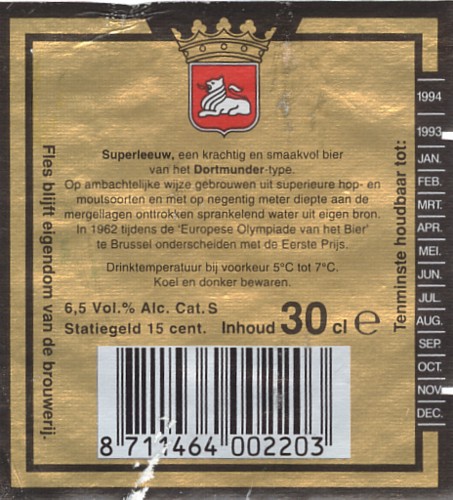 Superleeuw, een krachtig en smaakvol bier
van het Dortmunder-type.
Op ambachtelijke wijze gebrouwen uit superieure hop- en
moutsoorten en met op negentig meter diepte aan de
mergellagen onttrokken sprankelend water uit eigen bron.
In 1962 tijdens de 'Europese Olympiade van het Bier'
te Brussel onderscheiden met de Eerste Prijs.
Drinktemperatuur bij voorkeur 5°C tot 7°C.
Koel en donker bewaren.
6,5 Vol.% Alc. Cat. S
Statiegeld 15 cent. Inhoud 30 cl e
8 711464 002203
Fles blijft eigendom van de brouwerij.
Tenminste houdbaar tot:
1994
1993
JAN.
FEB.
MRT.
APR.
MEI.
JUN.
JUL.
AUG.
SEP.
OCT.
NOV.
DEC.